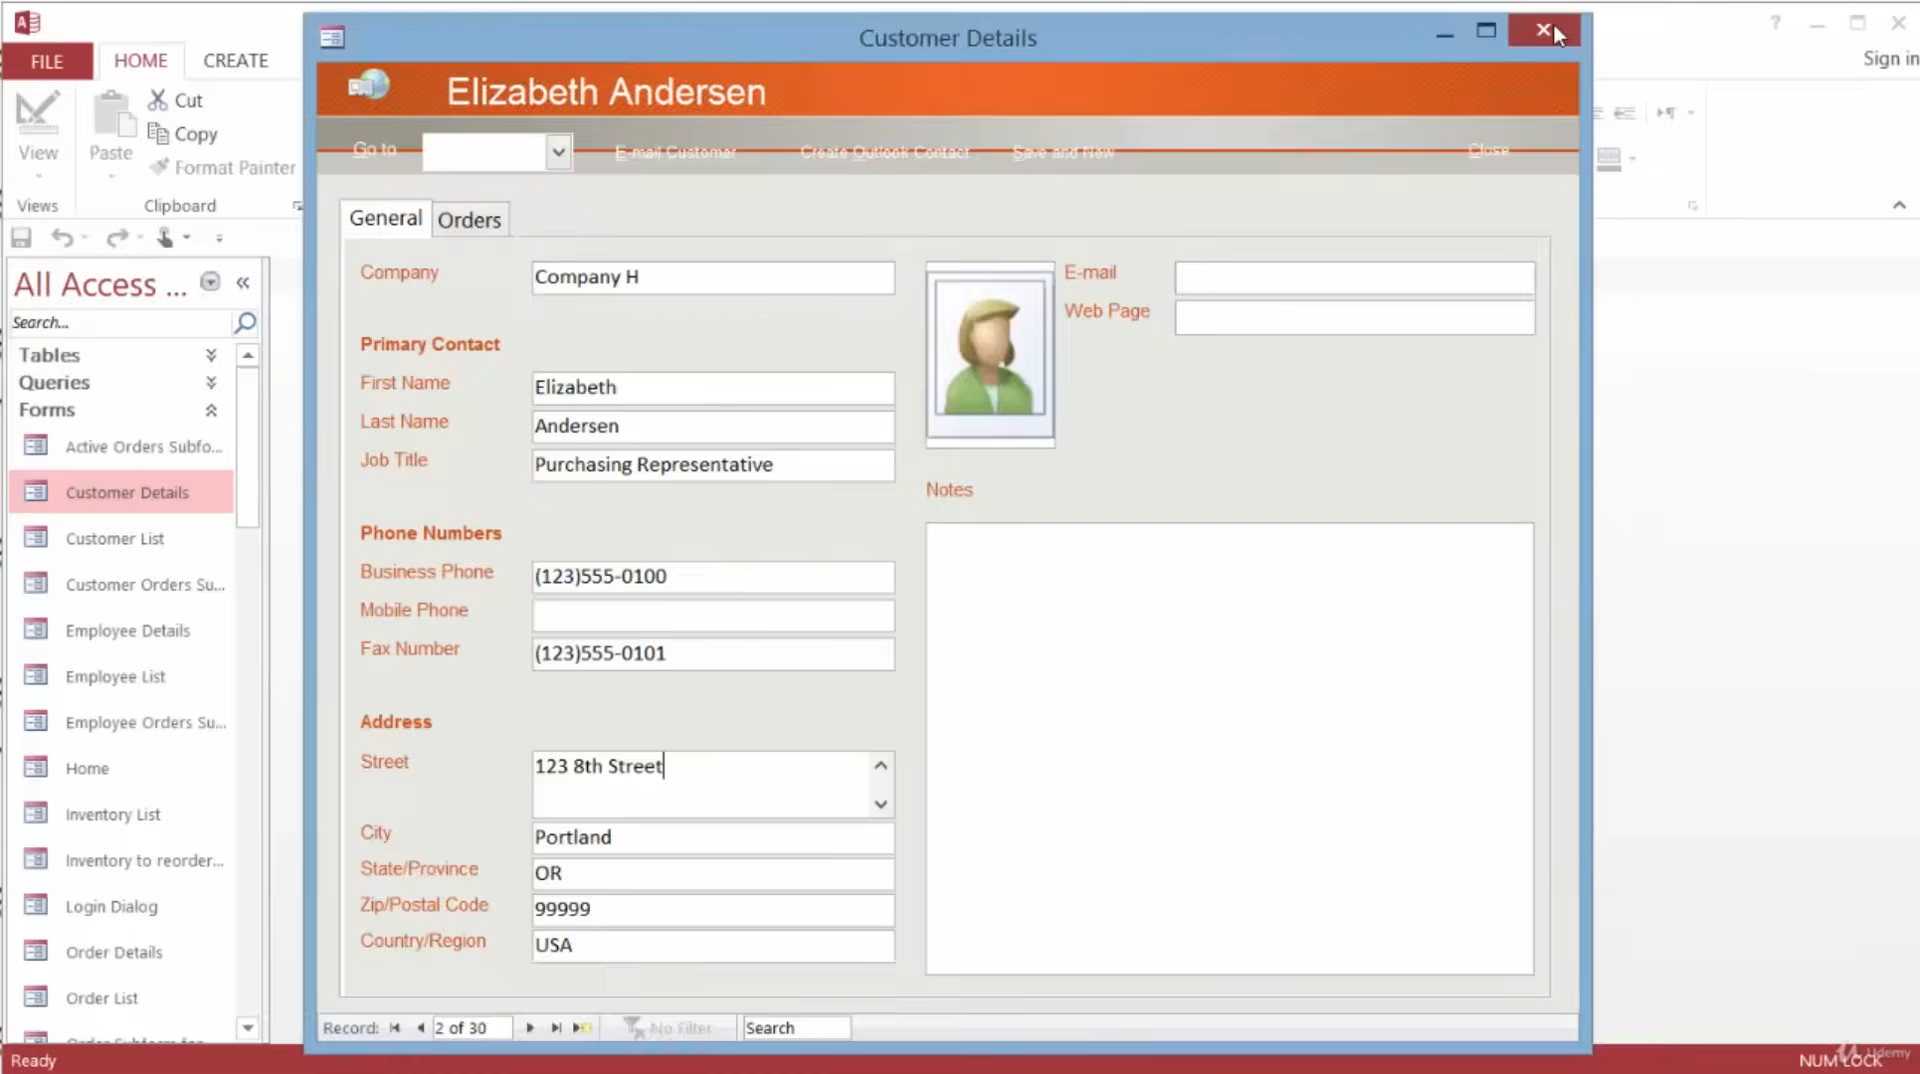 Customer Details
?
Sign in
FILE
HOME
CREATE
Elizabeth Andersen
View
Paste
Cut
Copy
Format Painter
Views
Clipboard
Go to
E-mail Customer
Create Outlook Contact
Save and New
Close
All Access ...
Search...
Tables
Queries
Forms
Active Orders Subfo...
Customer Details
Customer List
Customer Orders Su...
Employee Details
Employee List
Employee Orders Su...
Home
Inventory List
Inventory to reorder...
Login Dialog
Order Details
Order List
General
Orders
Company
Company H
Primary Contact
First Name
Elizabeth
Last Name
Andersen
Job Title
Purchasing Representative
Phone Numbers
Business Phone
(123)555-0100
Mobile Phone
Fax Number
(123)555-0101
Address
Street
123 8th Street
City
Portland
State/Province
OR
Zip/Postal Code
99999
Country/Region
USA
E-mail
Web Page
Notes
Record:
2 of 30
No Filter
Search
Ready
NUM LOCK
Udemy